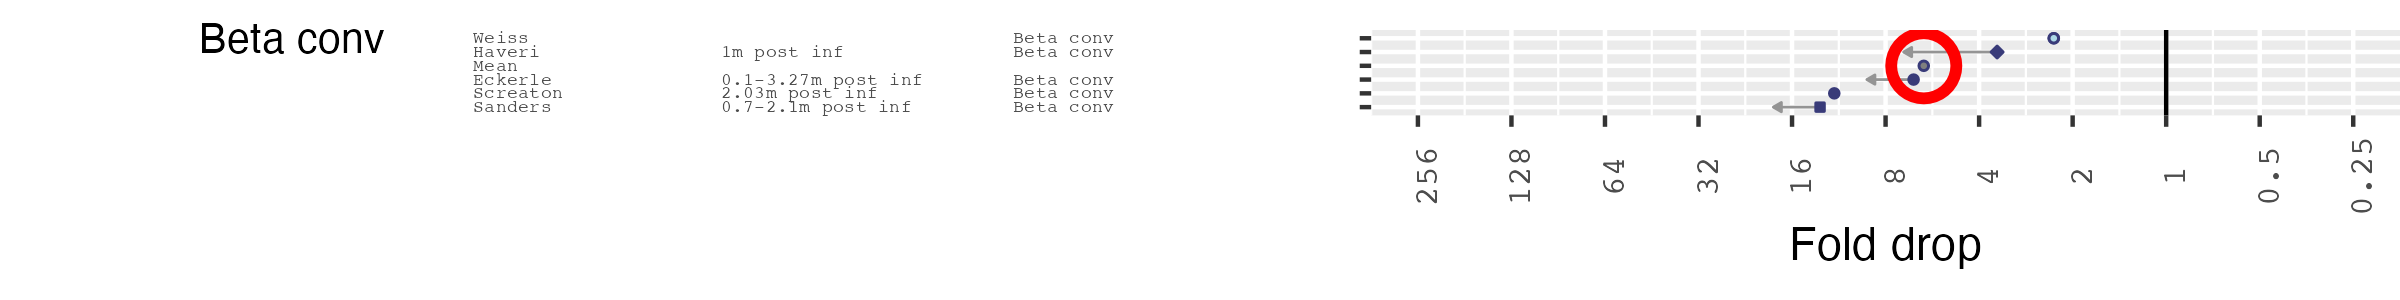 Beta conv
Weiss Beta conv
Haveri 1m post inf Beta conv
Mean
Eckerle 0.1-3.27m post inf Beta conv
Screaton 2.03m post inf Beta conv
Sanders 0.7-2.1m post inf Beta conv
256 128 64 32 16 8 4 2 1 0.5 0.25
Fold drop